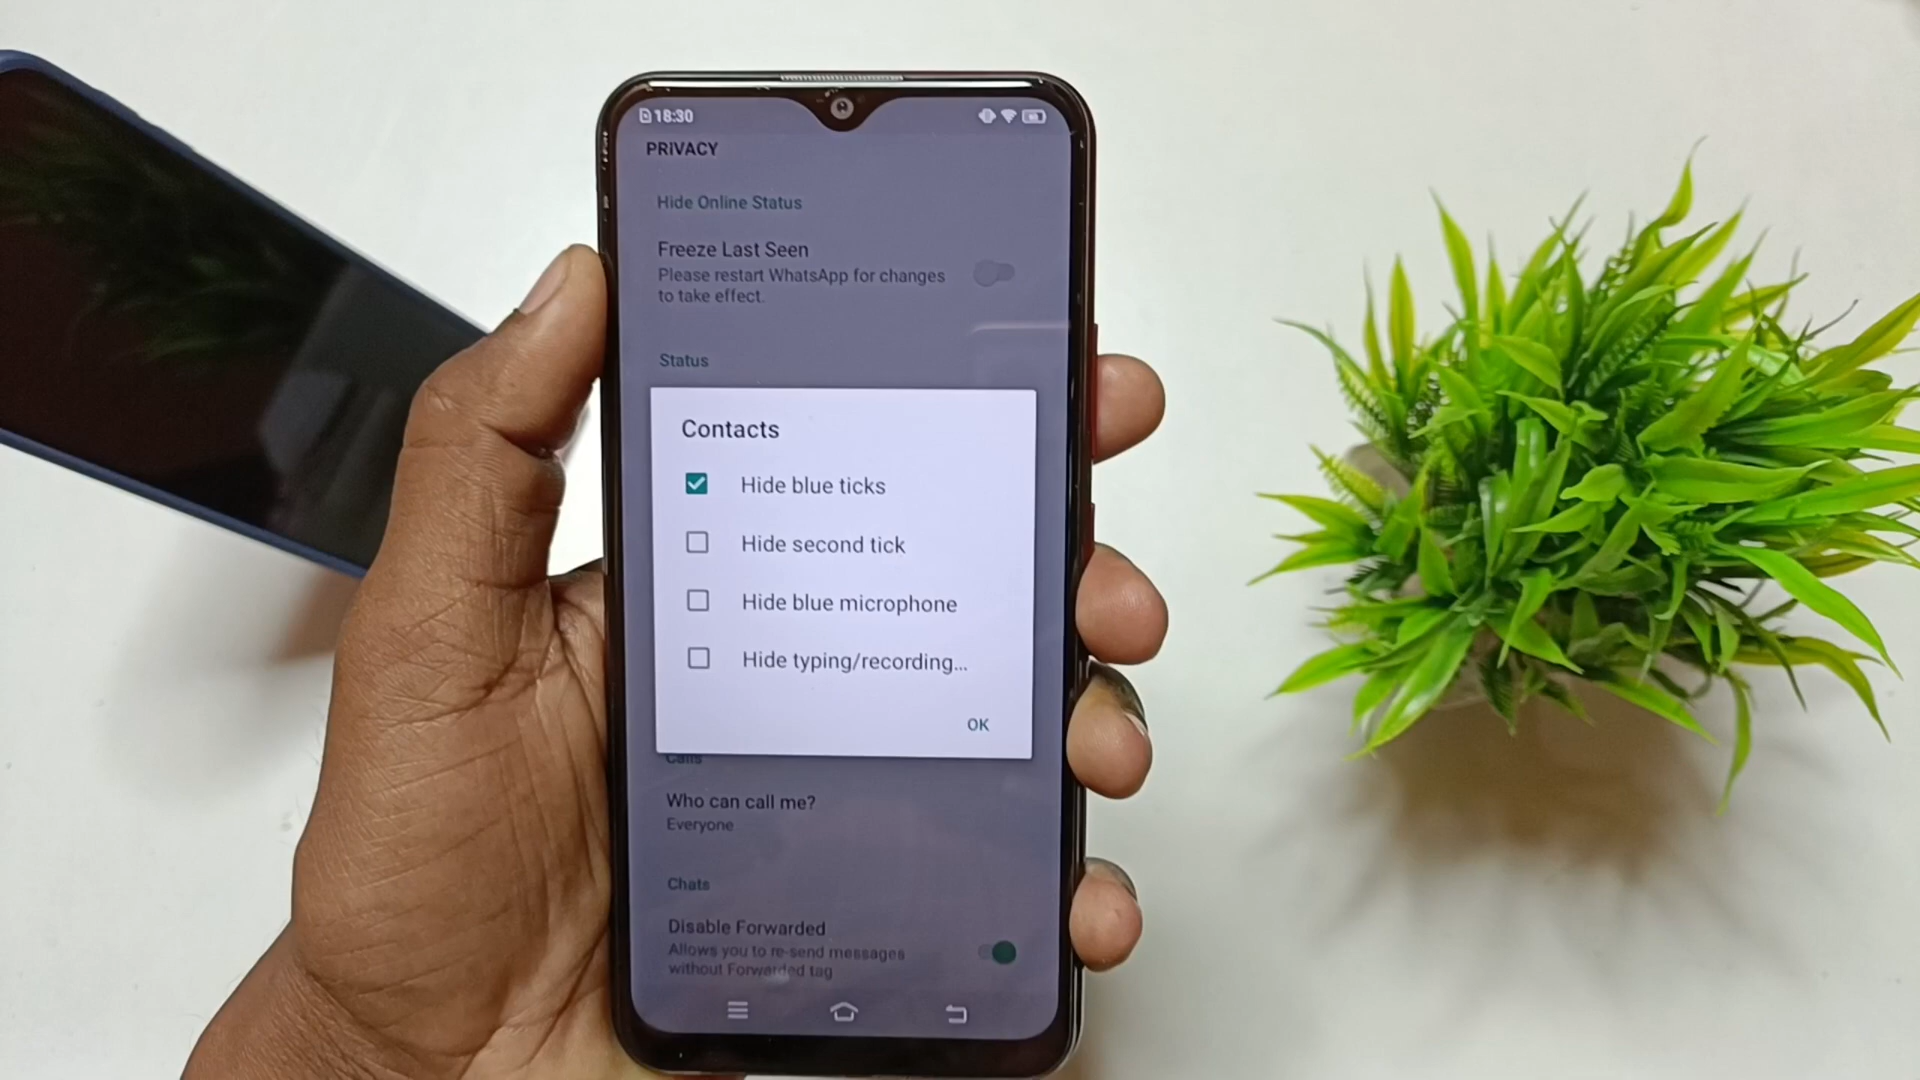 18:30
PRiVACY
Hide Online Status
Freeze Last Seen
Please restart WhatsApp for changes
to take effect.
Status
Contacts
Hide blue ticks
Hide second tick
Hide blue microphone
Hide typing/recording...
OK
Calls
Who can call me?
Everyone
Chats
Disable Forwarded
Allows you to re-send messages
without Forwarded tag